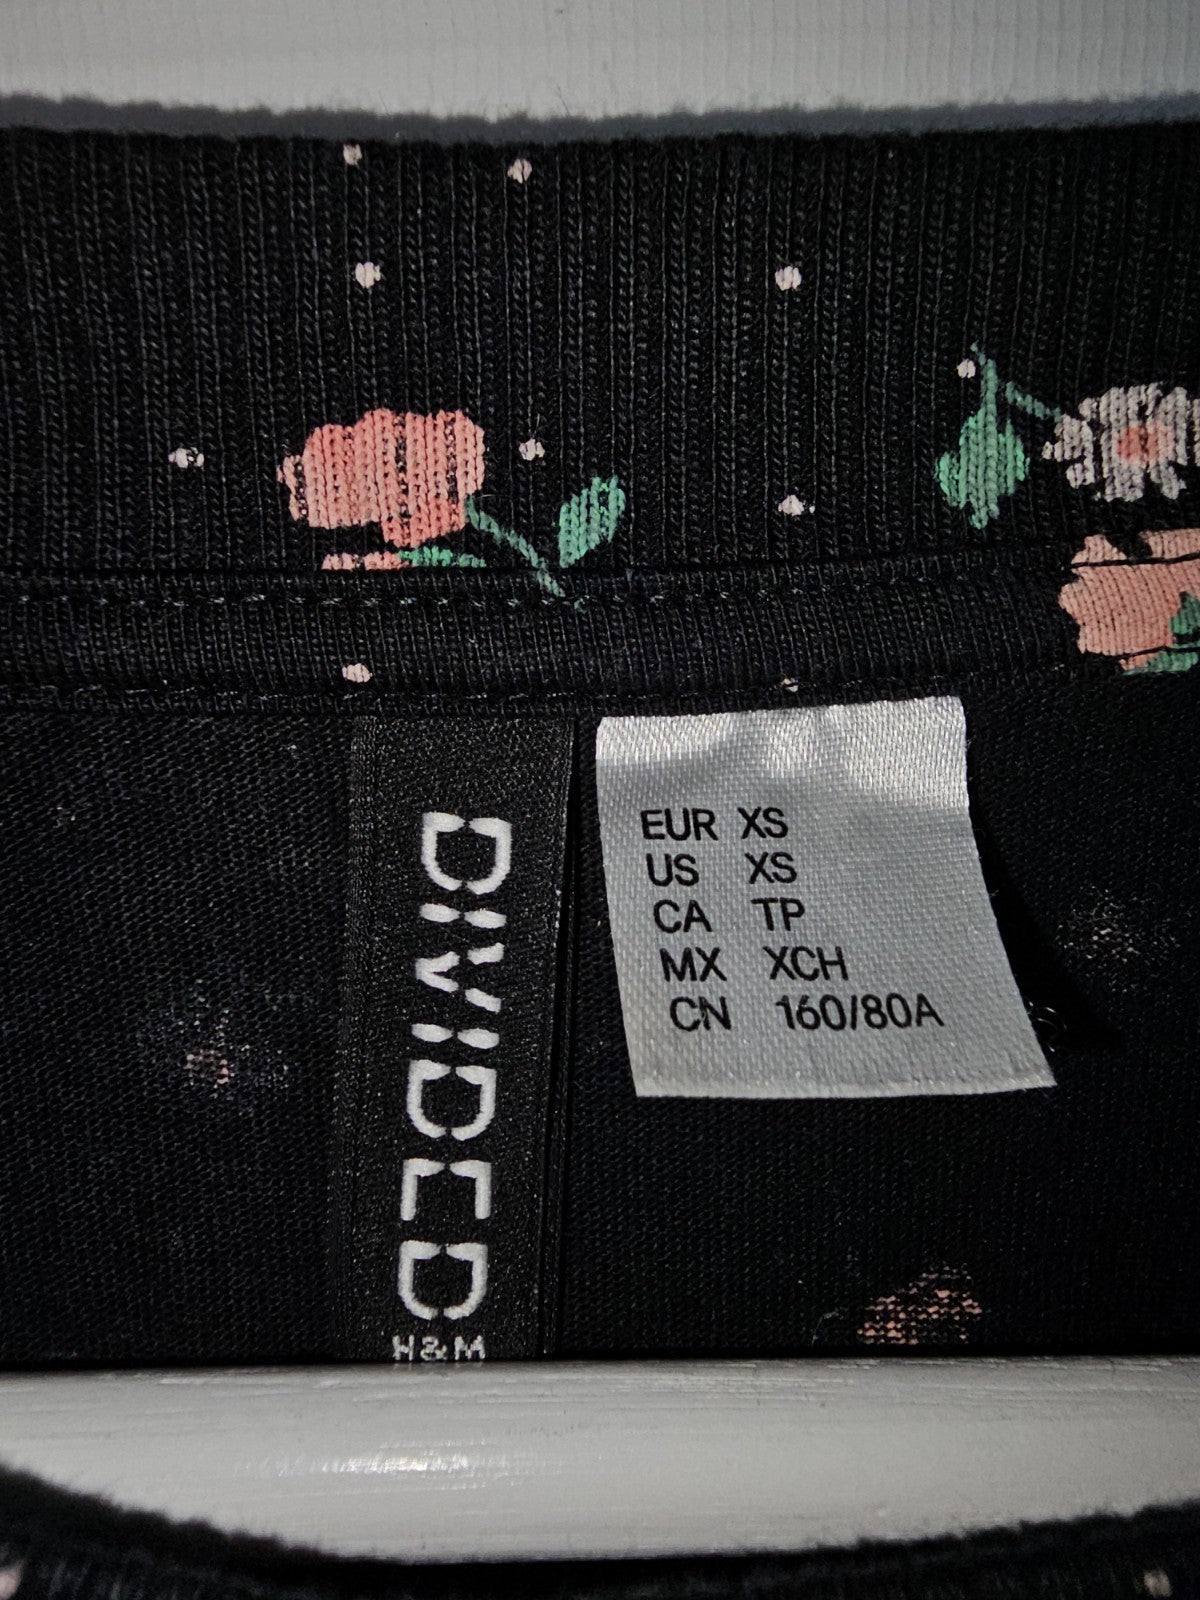 DIVIDED
H&M
EUR XS
US XS
CA TP
MX XCH
CN 160/80A